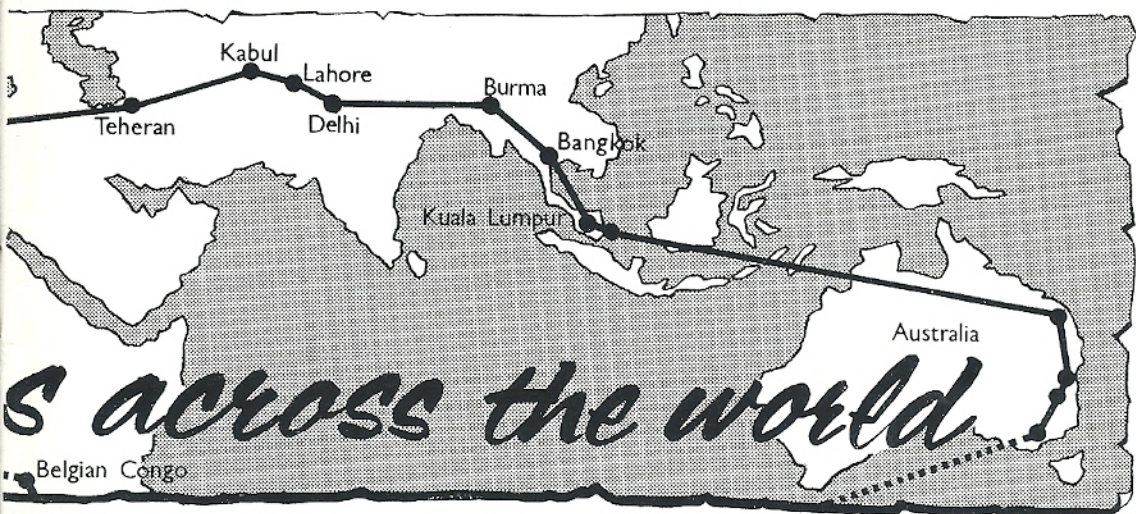 Kabul
Lahore
Teheran
Delhi
Burma
Bangkok
Kuala Lumpur
Australia
s across the world
Belgian Congo